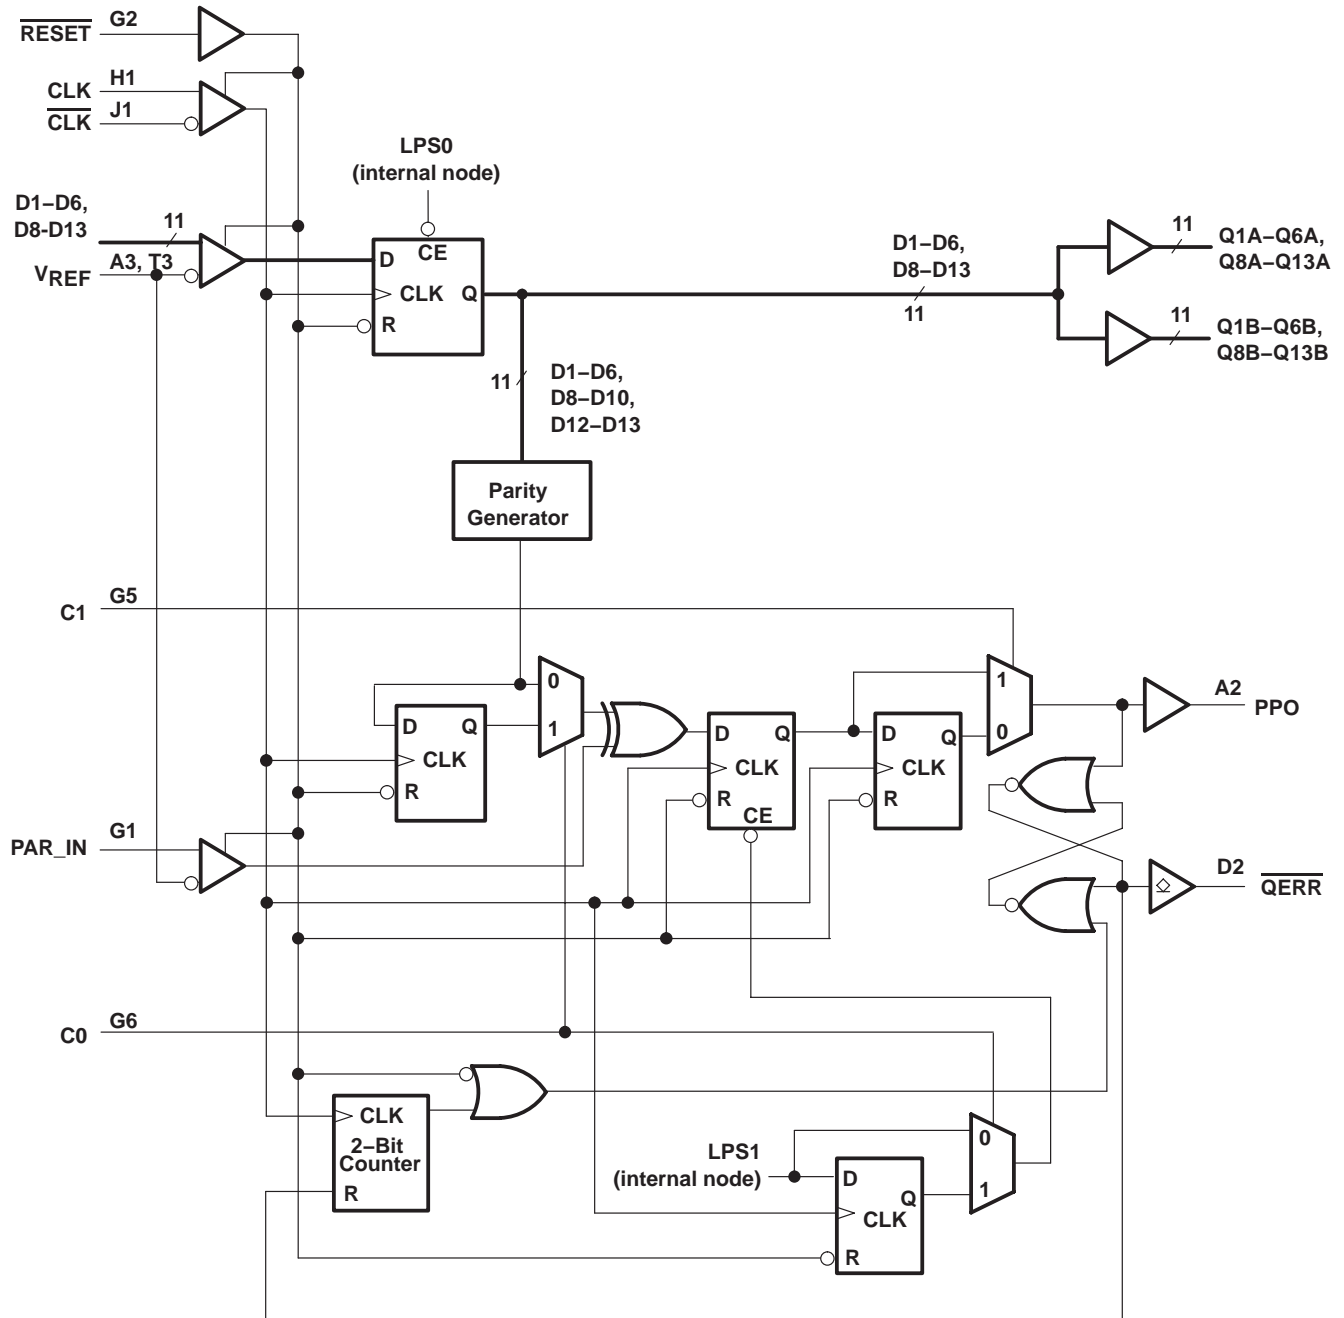 RESET G2
CLK H1
CLK J1
LPS0
(internal node)
D1–D6,
D8-D13
11
VREF A3, T3
D CE
CLK Q
R
D1–D6,
D8–D13
11
11
Q1A–Q6A,
Q8A–Q13A
11
Q1B–Q6B,
Q8B–Q13B
11
D1–D6,
D8–D10,
D12–D13
Parity
Generator
C1 G5
D Q
CLK
R
0
1
D Q
CLK
R
CE
D Q
CLK
R
1
0
A2
PPO
PAR_IN G1
D2
QERR
C0 G6
CLK
2–Bit
Counter
R
LPS1
(internal node)
D Q
CLK
R
0
1